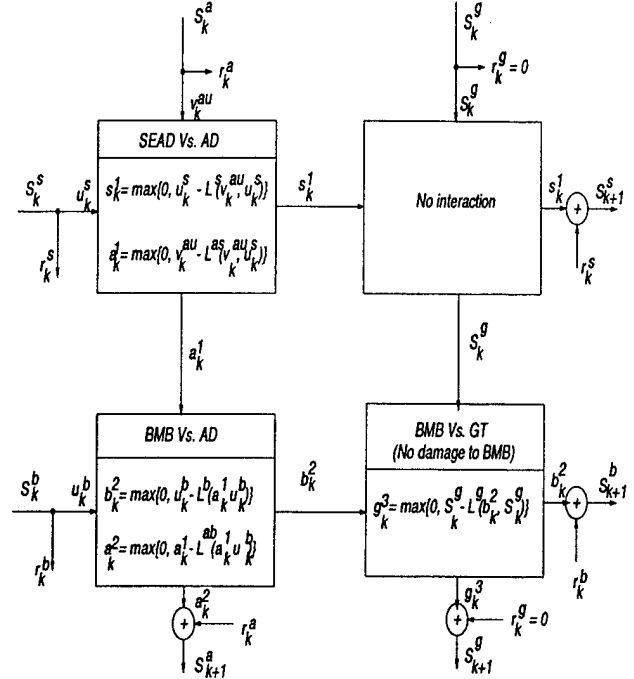 S_k^a
S_k^g
r_k^a
r_k^g = 0
v_k^au
S_k^g
SEAD Vs. AD
S_k^s
u_k^s
s_k^1 = max{0, u_k^s - L^s(v_k^au, u_k^s)}
s_k^1
No interaction
s_k^1
S_k+1^s
+
a_k^1 = max{0, v_k^au - L^as(v_k^au, u_k^s)}
r_k^s
r_k^s
a_k^1
S_k^g
BMB Vs. AD
BMB Vs. GT
(No damage to BMB)
S_k^b
u_k^b
b_k^2 = max{0, u_k^b - L^b(a_k^1 u_k^b)}
b_k^2
g_k^3 = max{0, S_k^g - L^g(b_k^2, S_k^g)}
b_k^2
S_k+1^b
+
a_k^2 = max{0, a_k^1 - L^ab(a_k^1 u_k^b)}
r_k^b
r_k^b
a_k^2
g_k^3
+
r_k^a
+
r_k^g = 0
S_k+1^a
S_k+1^g